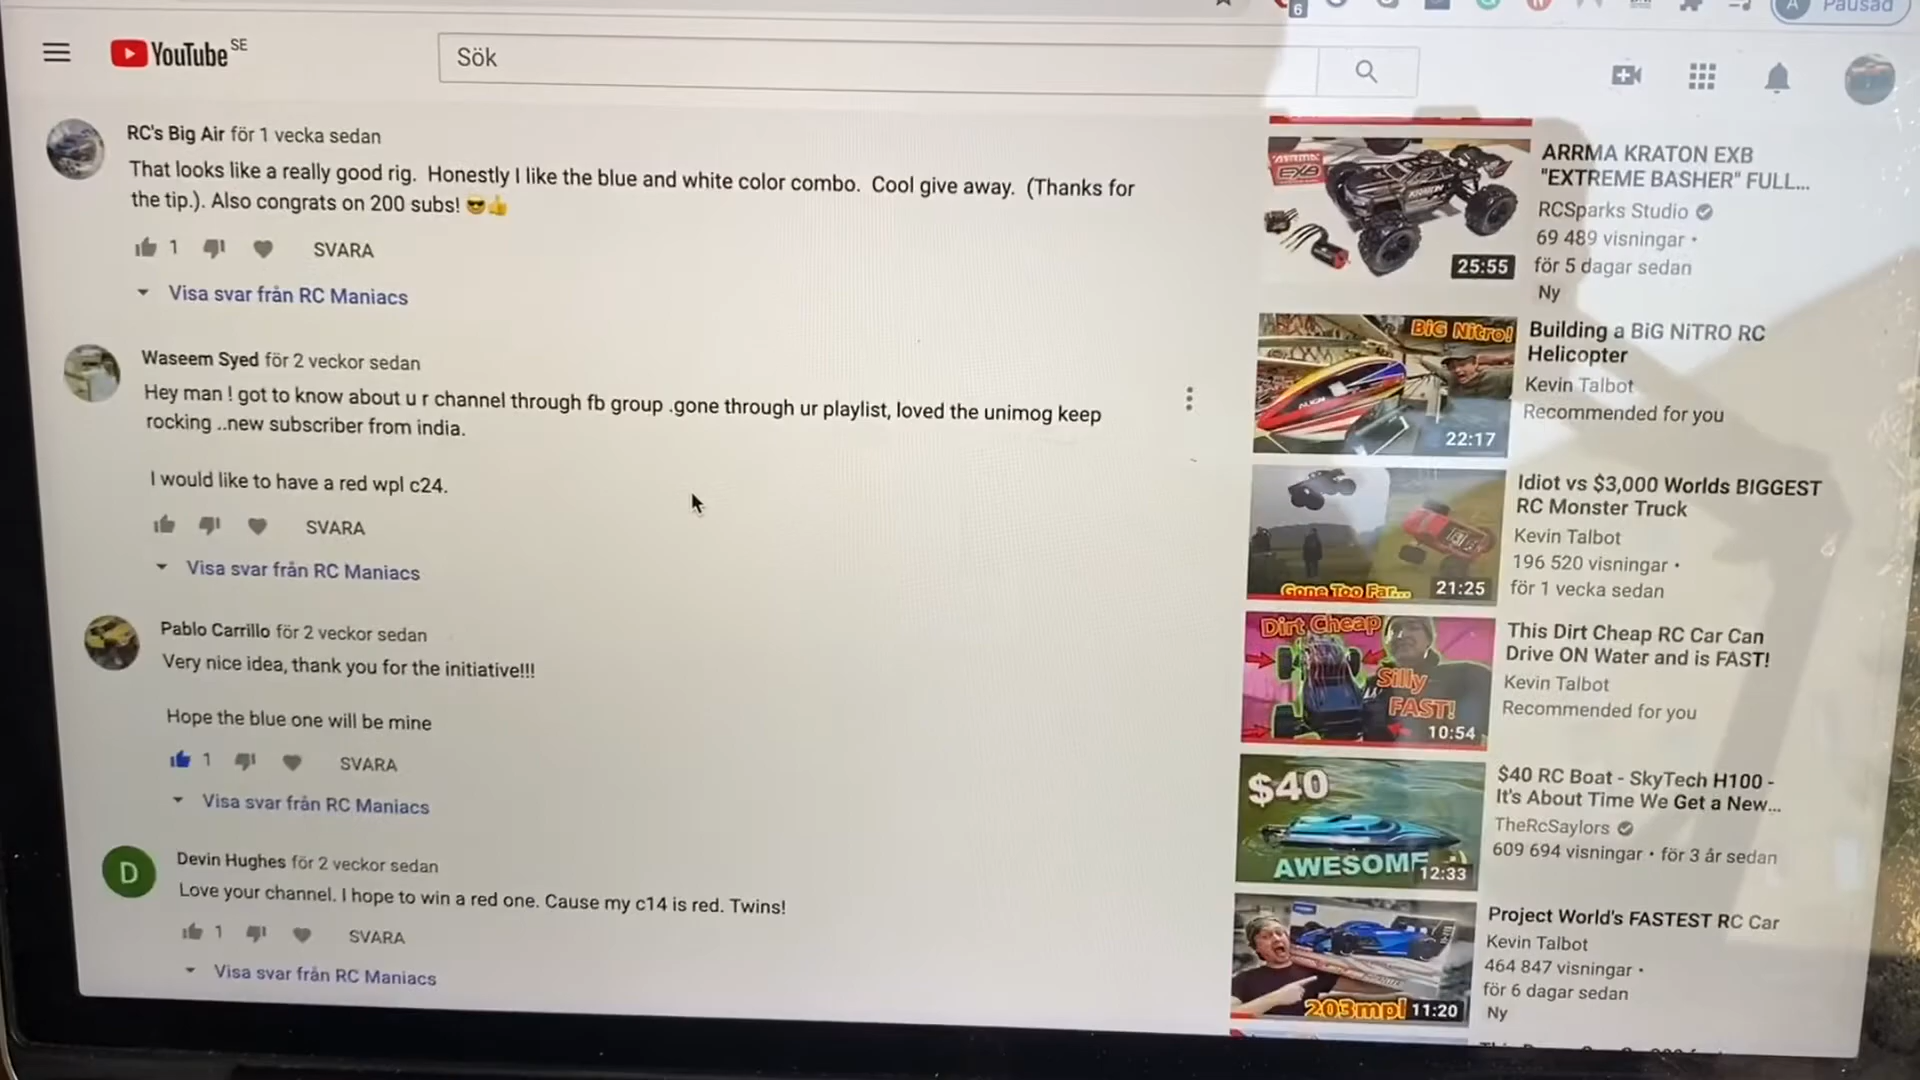 6
A Pausad
YouTube SE
Sök
RC's Big Air för 1 vecka sedan
That looks like a really good rig. Honestly I like the blue and white color combo. Cool give away. (Thanks for
the tip.). Also congrats on 200 subs! 😎👍
1 SVARA
Visa svar från RC Maniacs
Waseem Syed för 2 veckor sedan
Hey man ! got to know about u r channel through fb group .gone through ur playlist, loved the unimog keep
rocking ..new subscriber from india.
I would like to have a red wpl c24.
SVARA
Visa svar från RC Maniacs
Pablo Carrillo för 2 veckor sedan
Very nice idea, thank you for the initiative!!!
Hope the blue one will be mine
1 SVARA
Visa svar från RC Maniacs
D
Devin Hughes för 2 veckor sedan
Love your channel. I hope to win a red one. Cause my c14 is red. Twins!
1 SVARA
Visa svar från RC Maniacs
ARRMA
EXB
KRATON
25:55
ARRMA KRATON EXB
"EXTREME BASHER" FULL...
RCSparks Studio
69 489 visningar •
för 5 dagar sedan
Ny
BiG Nitro!
ALIGN
22:17
Building a BiG NiTRO RC
Helicopter
Kevin Talbot
Recommended for you
Gone Too Far...
21:25
Idiot vs $3,000 Worlds BIGGEST
RC Monster Truck
Kevin Talbot
196 520 visningar •
för 1 vecka sedan
Dirt Cheap
Silly
FAST!
10:54
This Dirt Cheap RC Car Can
Drive ON Water and is FAST!
Kevin Talbot
Recommended for you
$40
AWESOME
12:33
$40 RC Boat - SkyTech H100 -
It's About Time We Get a New...
TheRcSaylors
609 694 visningar • för 3 år sedan
203mph
11:20
Project World's FASTEST RC Car
Kevin Talbot
464 847 visningar •
för 6 dagar sedan
Ny